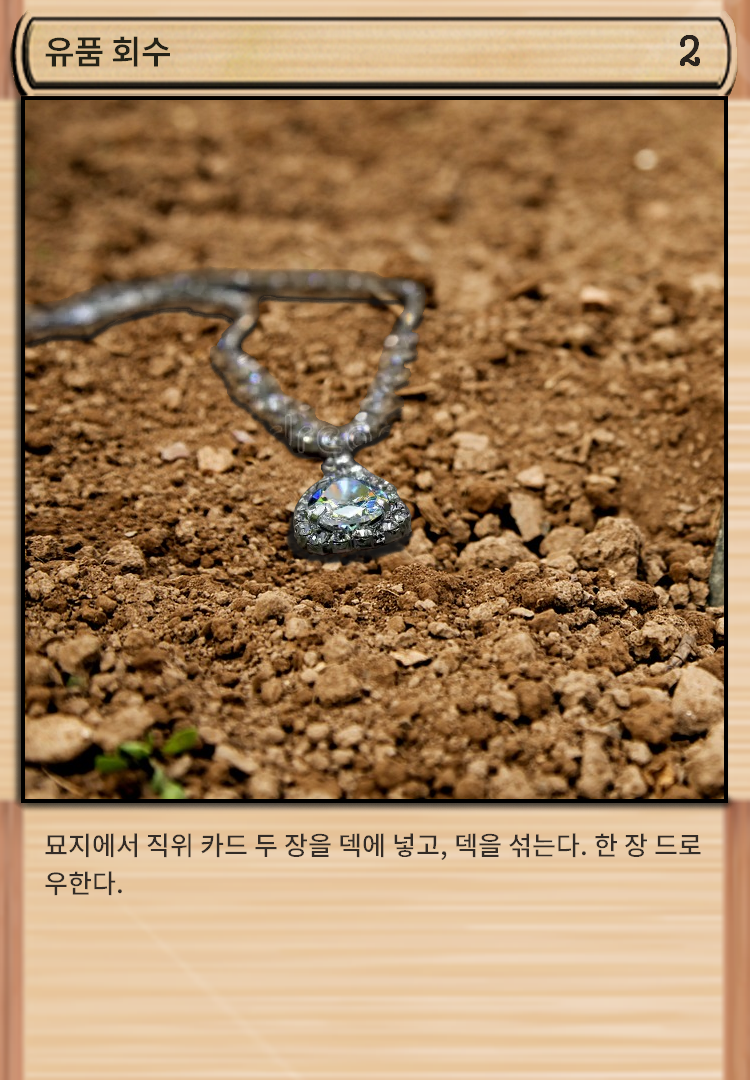 유품 회수
2
묘지에서 직위 카드 두 장을 덱에 넣고, 덱을 섞는다. 한 장 드로
우한다.